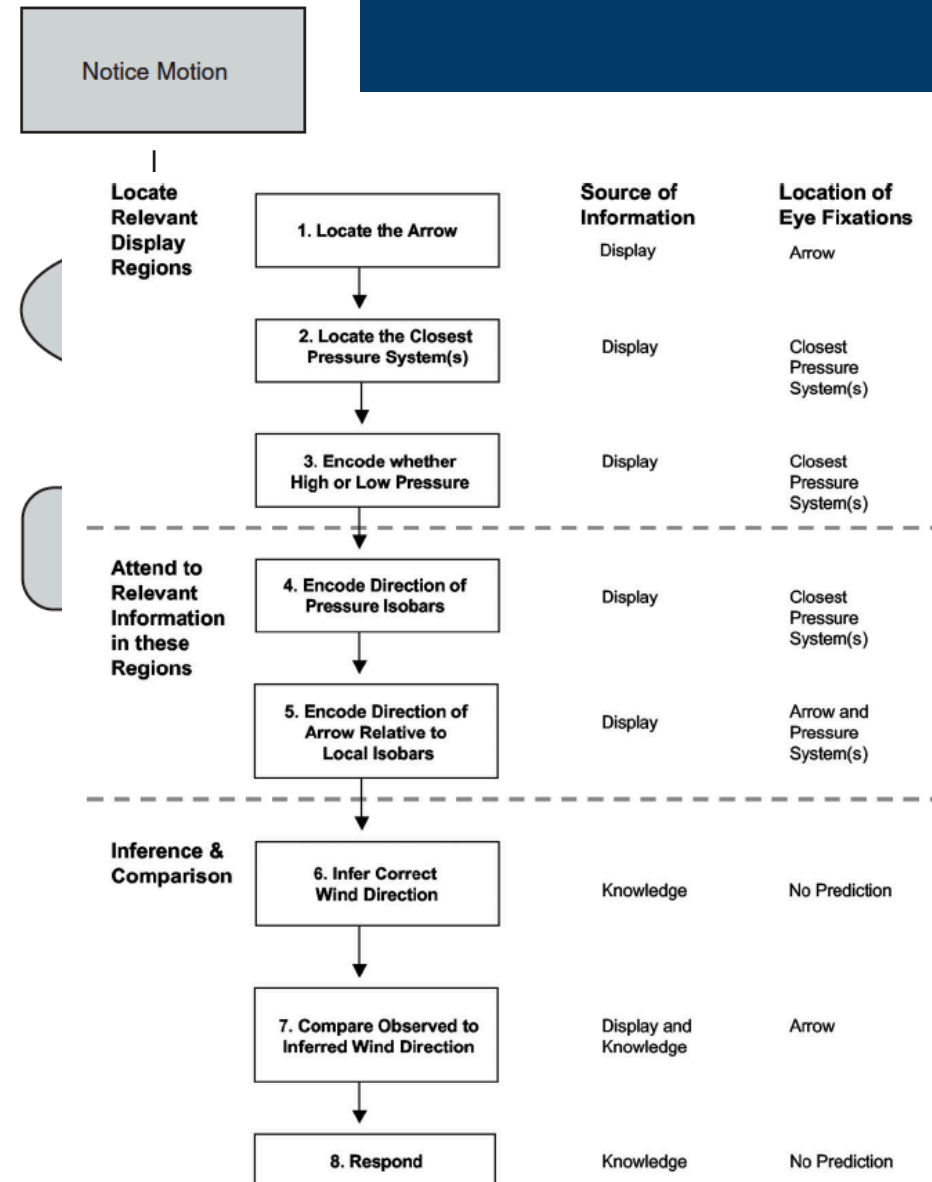 Notice Motion
Locate
Relevant
Display
Regions
1. Locate the Arrow
Source of
Information
Display
Location of
Eye Fixations
Arrow
2. Locate the Closest
Pressure System(s)
Display
Closest
Pressure
System(s)
3. Encode whether
High or Low Pressure
Display
Closest
Pressure
System(s)
Attend to
Relevant
Information
in these
Regions
4. Encode Direction of
Pressure Isobars
Display
Closest
Pressure
System(s)
5. Encode Direction of
Arrow Relative to
Local Isobars
Display
Arrow and
Pressure
System(s)
Inference &
Comparison
6. Infer Correct
Wind Direction
Knowledge
No Prediction
7. Compare Observed to
Inferred Wind Direction
Display and
Knowledge
Arrow
8. Respond
Knowledge
No Prediction